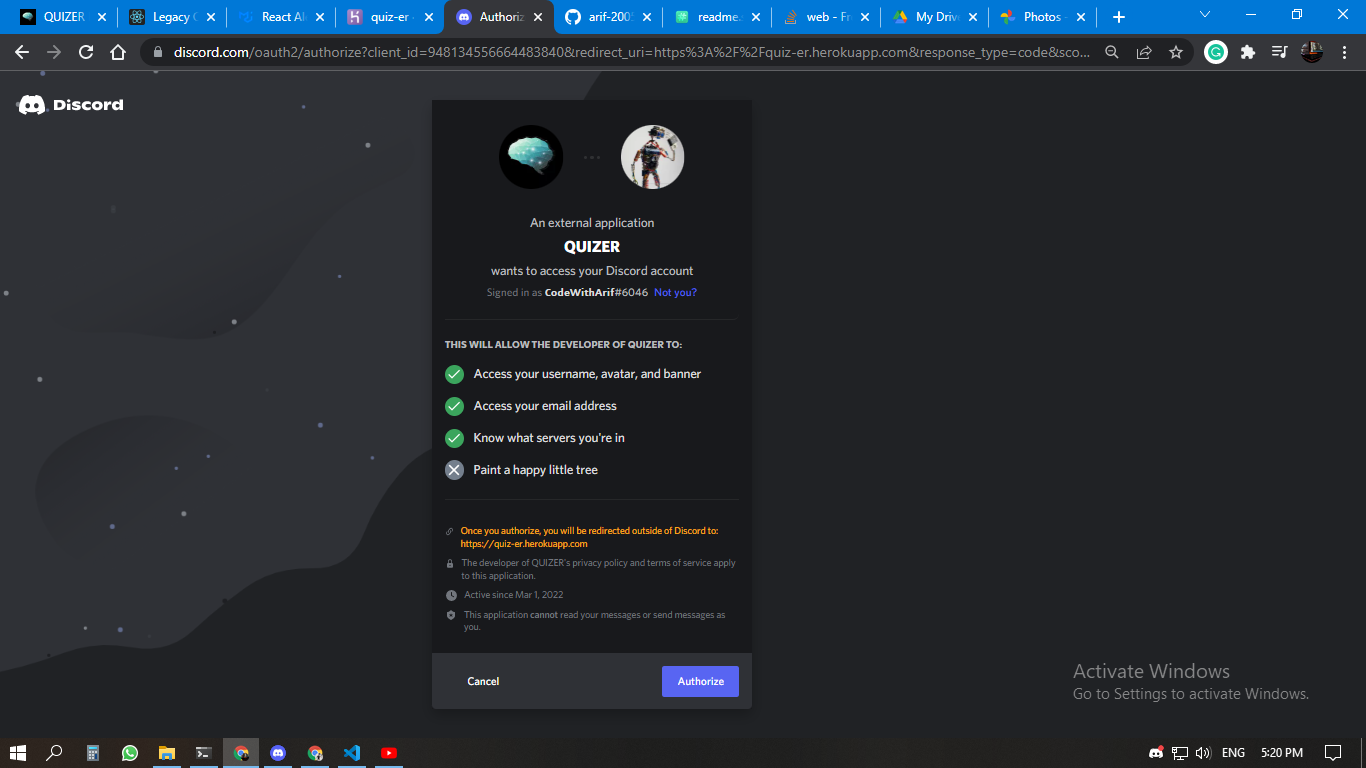 QUIZER
Legacy C
React Al
quiz-er -
Authoriz
arif-2005
readme.
web - Fr
My Driv
Photos -
discord.com/oauth2/authorize?client_id=948134556664483840&redirect_uri=https%3A%2F%2Fquiz-er.herokuapp.com&response_type=code&sco...
Discord
An external application
QUIZER
wants to access your Discord account
Signed in as CodeWithArif#6046 Not you?
THIS WILL ALLOW THE DEVELOPER OF QUIZER TO:
Access your username, avatar, and banner
Access your email address
Know what servers you're in
Paint a happy little tree
Once you authorize, you will be redirected outside of Discord to:
https://quiz-er.herokuapp.com
The developer of QUIZER's privacy policy and terms of service apply
to this application.
Active since Mar 1, 2022
This application cannot read your messages or send messages as
you.
Cancel
Authorize
Activate Windows
Go to Settings to activate Windows.
ENG
5:20 PM